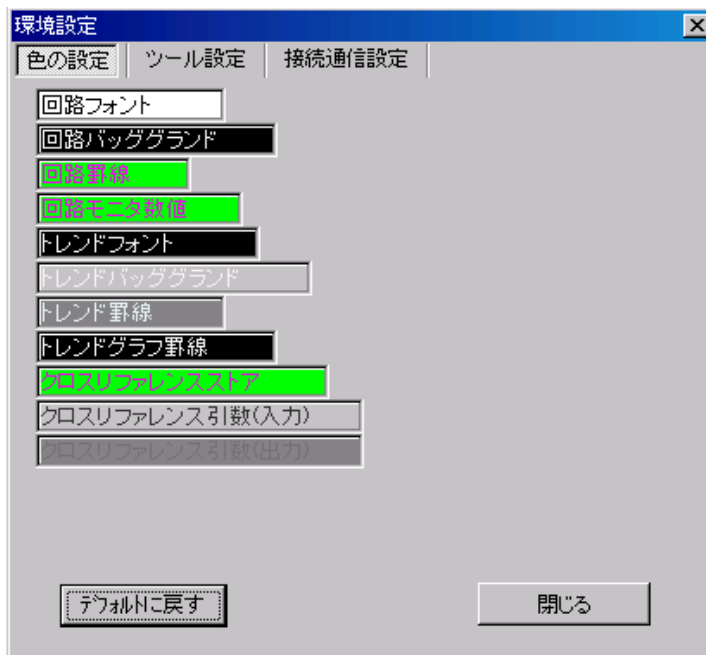 環境設定
色の設定 ツール設定 接続通信設定
回路フォント
回路バッググランド
回路罫線
回路モニタ数値
トレンドフォント
トレンドバッググランド
トレンド罫線
トレンドグラフ罫線
クロスリファレンスストア
クロスリファレンス引数(入力)
クロスリファレンス引数(出力)
デフォルトに戻す 閉じる